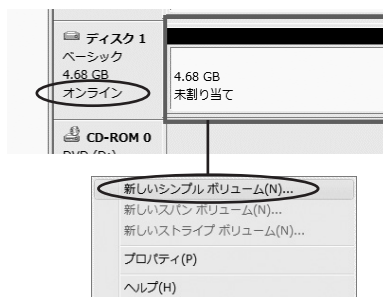 ディスク 1
ベーシック
4.68 GB
オンライン
4.68 GB
未割り当て
CD-ROM 0
DVD (D:)
新しいシンプル ボリューム(N)...
新しいスパン ボリューム(N)...
新しいストライプ ボリューム(N)...
プロパティ(P)
ヘルプ(H)